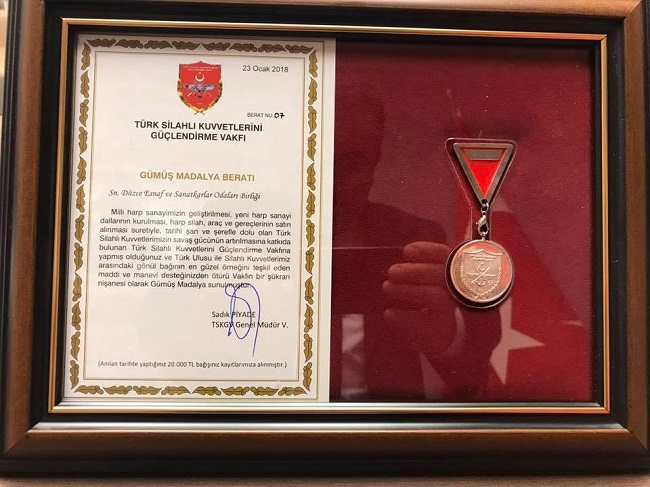 23 Ocak 2018
BERAT NU. 07
TÜRK SİLAHLI KUVVETLERİNİ
GÜÇLENDİRME VAKFI
GÜMÜŞ MADALYA BERATI
Sn. Düzce Esnaf ve Sanatkarlar Odaları Birliği
Milli harp sanayimizin geliştirilmesi, yeni harp sanayi
dallarının kurulması, harp silah, araç ve gereçlerinin satın
alınması suretiyle, tarihi şan ve şerefle dolu olan Türk
Silahlı Kuvvetlerimizin savaş gücünün artırılmasına katkıda
bulunan Türk Silahlı Kuvvetlerini Güçlendirme Vakfına
yapmış olduğunuz ve Türk Ulusu ile Silahlı Kuvvetlerimiz
arasındaki gönül bağının en güzel örneğini teşkil eden
maddi ve manevi desteğinizden ötürü Vakfın bir şükran
nişanesi olarak Gümüş Madalya sunulmuştur.
Sadık PİYADE
TSKGV Genel Müdür V.
(Anılan tarihte yaptığınız 20.000 TL bağışınız kayıtlarımıza alınmıştır.)